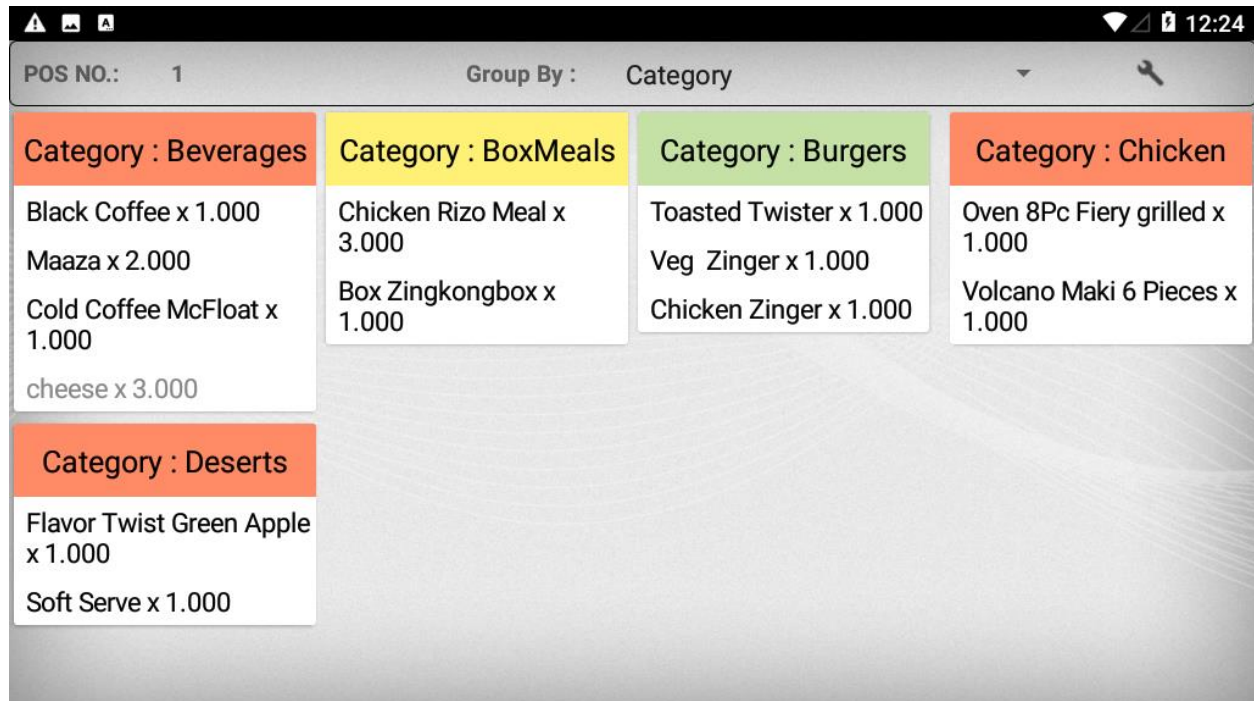 12:24
POS NO.: 1 Group By : Category
Category : Beverages
Black Coffee x 1.000
Maaza x 2.000
Cold Coffee McFloat x
1.000
cheese x 3.000
Category : BoxMeals
Chicken Rizo Meal x
3.000
Box Zingkongbox x
1.000
Category : Burgers
Toasted Twister x 1.000
Veg  Zinger x 1.000
Chicken Zinger x 1.000
Category : Chicken
Oven 8Pc Fiery grilled x
1.000
Volcano Maki 6 Pieces x
1.000
Category : Deserts
Flavor Twist Green Apple
x 1.000
Soft Serve x 1.000